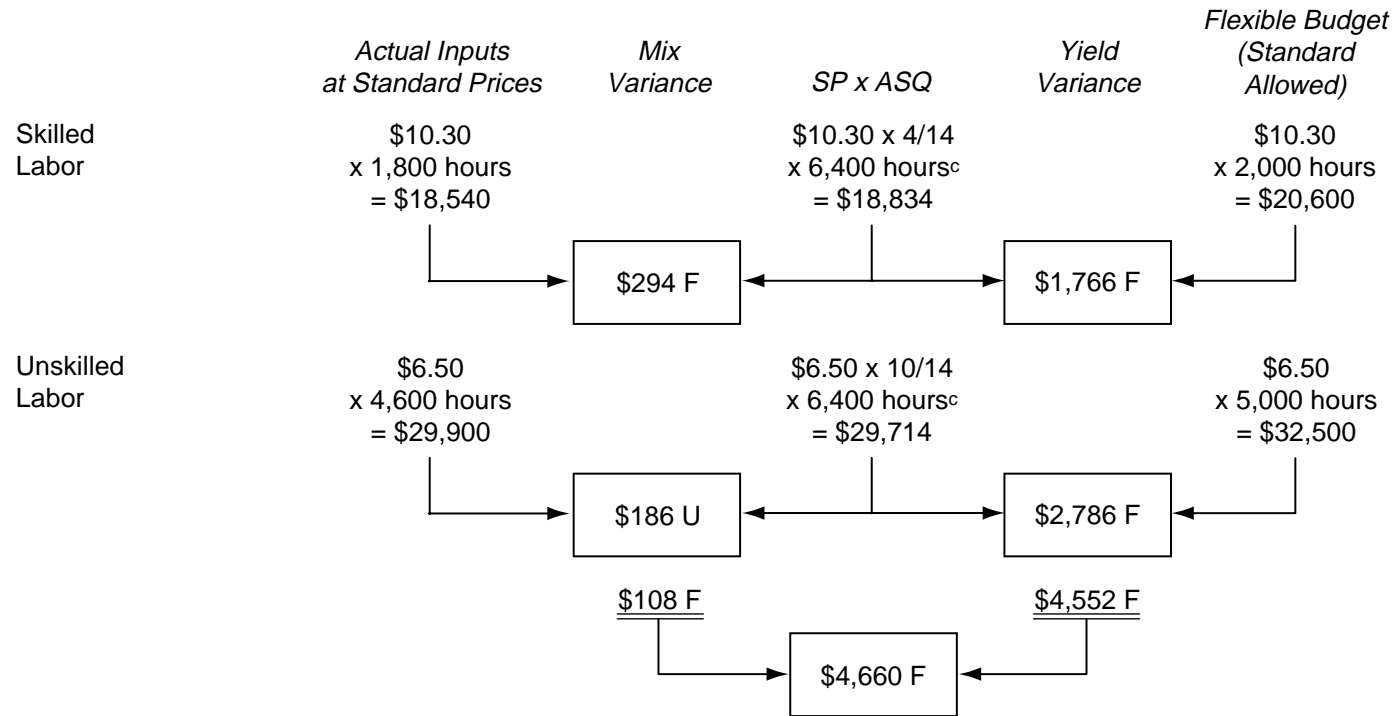 Actual Inputs
at Standard Prices
Mix
Variance
SP x ASQ
Yield
Variance
Flexible Budget
(Standard
Allowed)
Skilled
Labor
$10.30
x 1,800 hours
= $18,540
$10.30 x 4/14
x 6,400 hoursc
= $18,834
$10.30
x 2,000 hours
= $20,600
$294 F
$1,766 F
Unskilled
Labor
$6.50
x 4,600 hours
= $29,900
$6.50 x 10/14
x 6,400 hoursc
= $29,714
$6.50
x 5,000 hours
= $32,500
$186 U
$2,786 F
$108 F
$4,552 F
$4,660 F